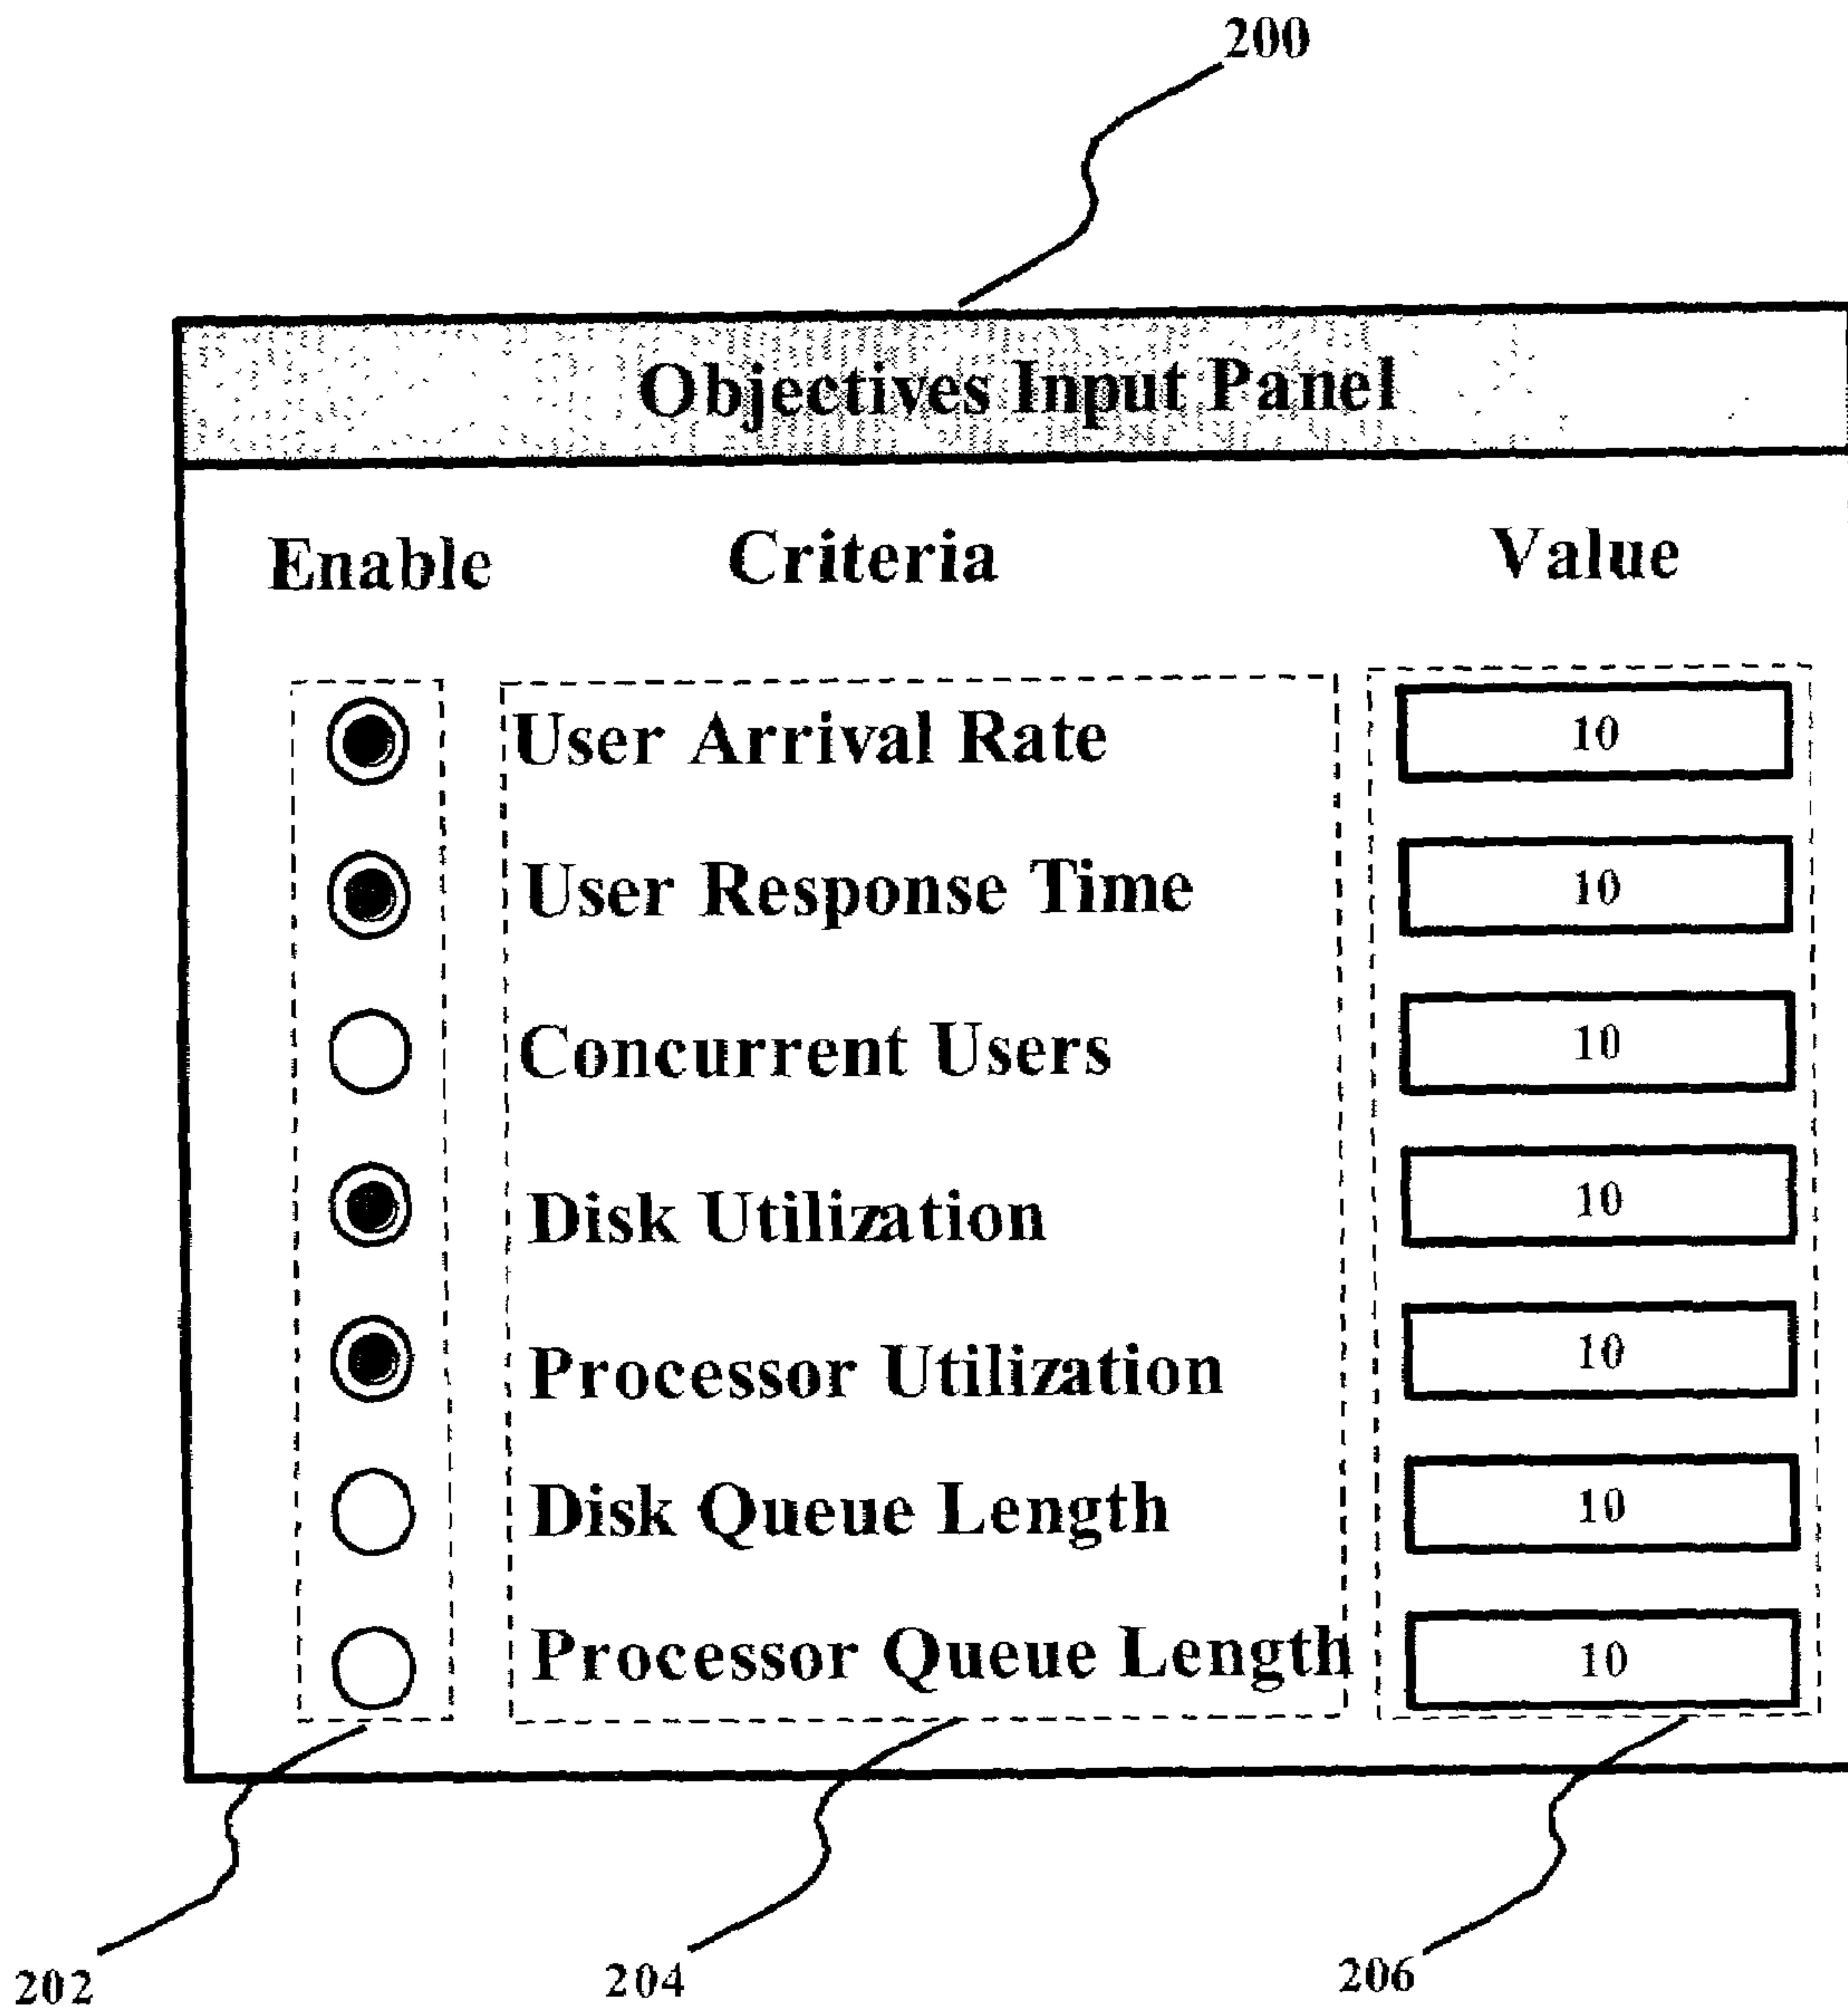 200
Objectives Input Panel
Enable Criteria Value
User Arrival Rate 10
User Response Time 10
Concurrent Users 10
Disk Utilization 10
Processor Utilization 10
Disk Queue Length 10
Processor Queue Length 10
202 204 206